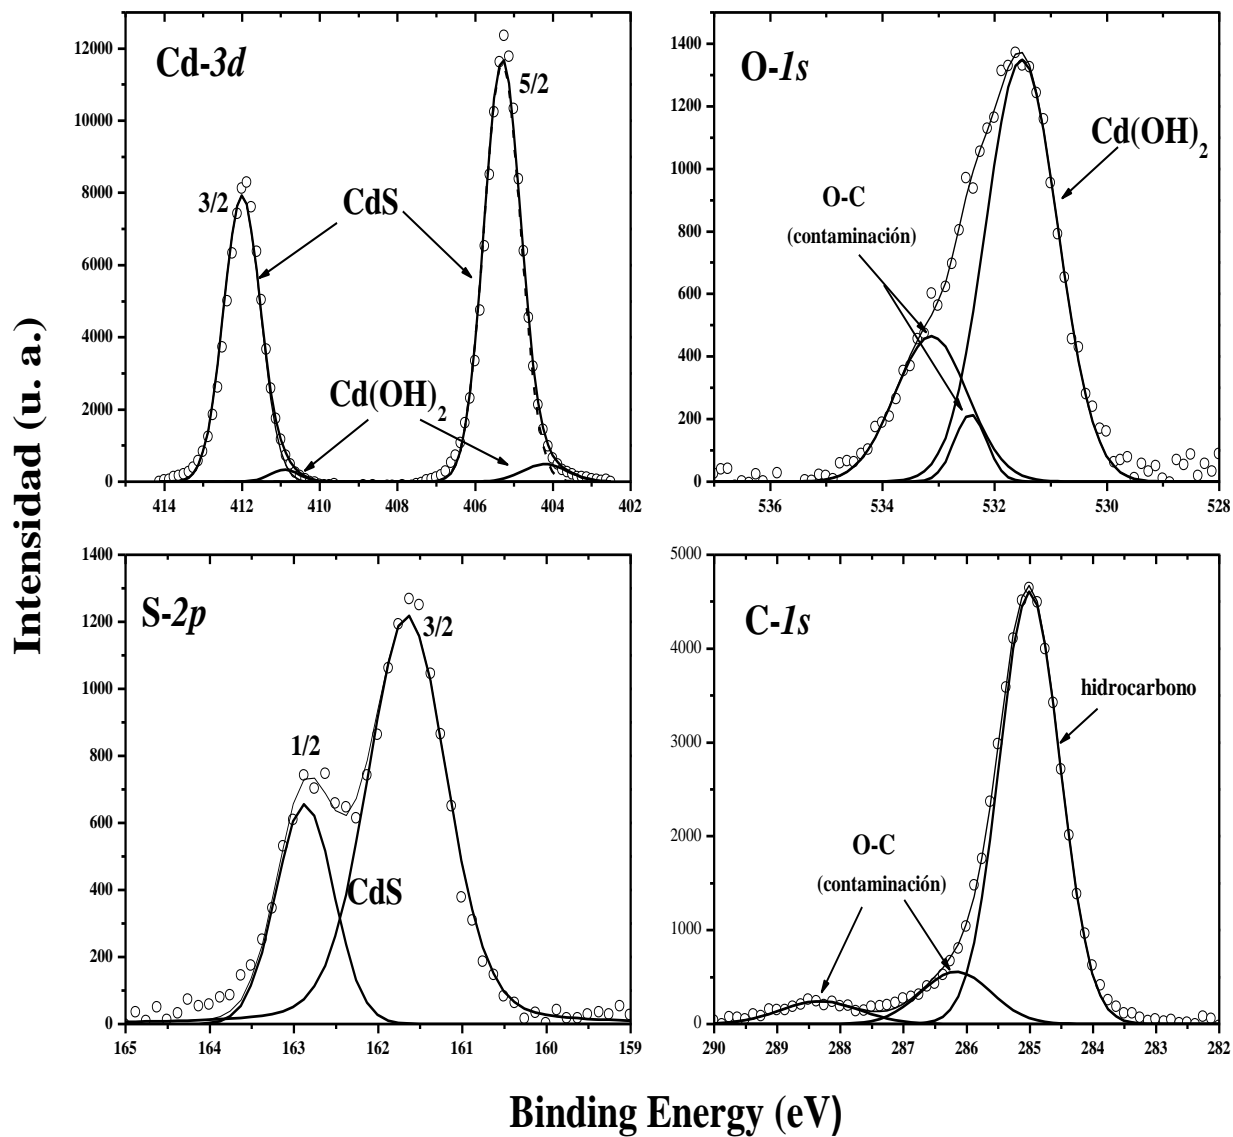 Intensidad (u. a.)
Cd-3d
12000
10000
8000
6000
4000
2000
0
3/2
5/2
CdS
Cd(OH)2
414 412 410 408 406 404 402
O-1s
1400
1200
1000
800
600
400
200
0
Cd(OH)2
O-C
(contaminación)
536 534 532 530 528
S-2p
1400
1200
1000
800
600
400
200
0
3/2
1/2
CdS
165 164 163 162 161 160 159
C-1s
5000
4000
3000
2000
1000
0
hidrocarbono
O-C
(contaminación)
290 289 288 287 286 285 284 283 282
Binding Energy (eV)